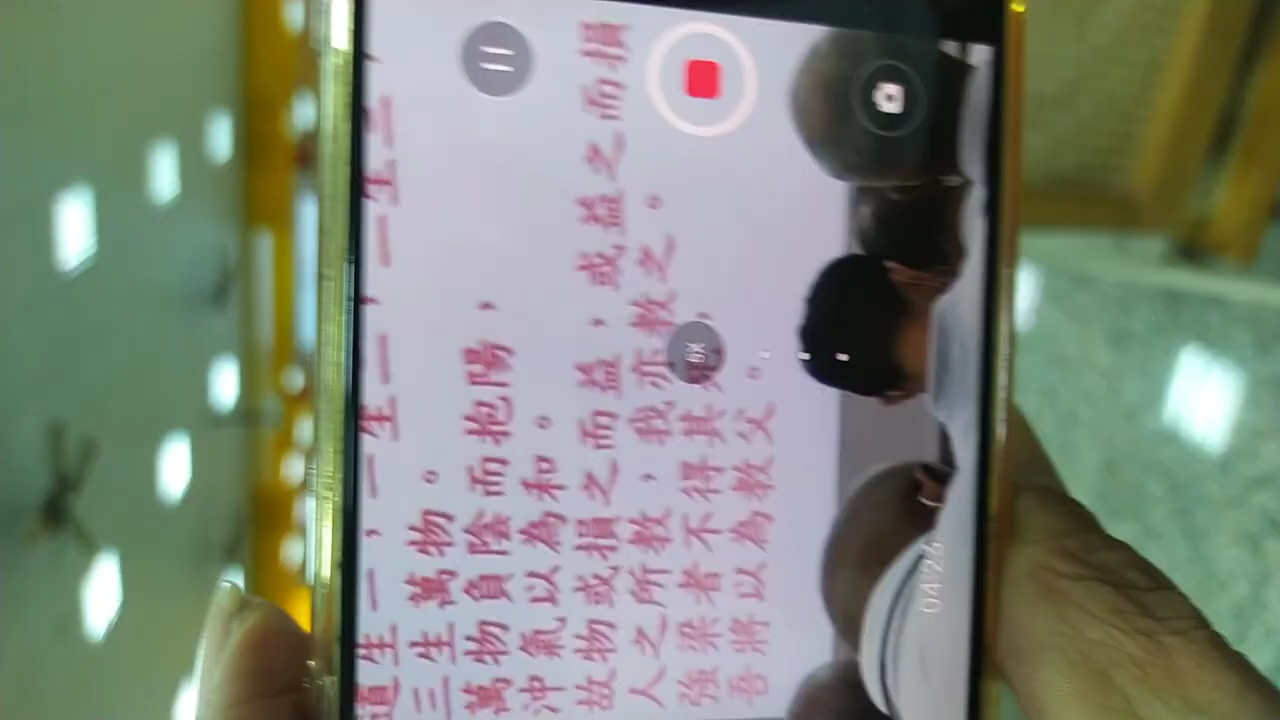 道生一,一生二,二生三,
三生萬物。
萬物負陰而抱陽,
沖氣以為和。
故物或損之而益,或益之而損
人之所教,我亦教之。
強梁者不得其,
吾將以為教父。
6X
04:23